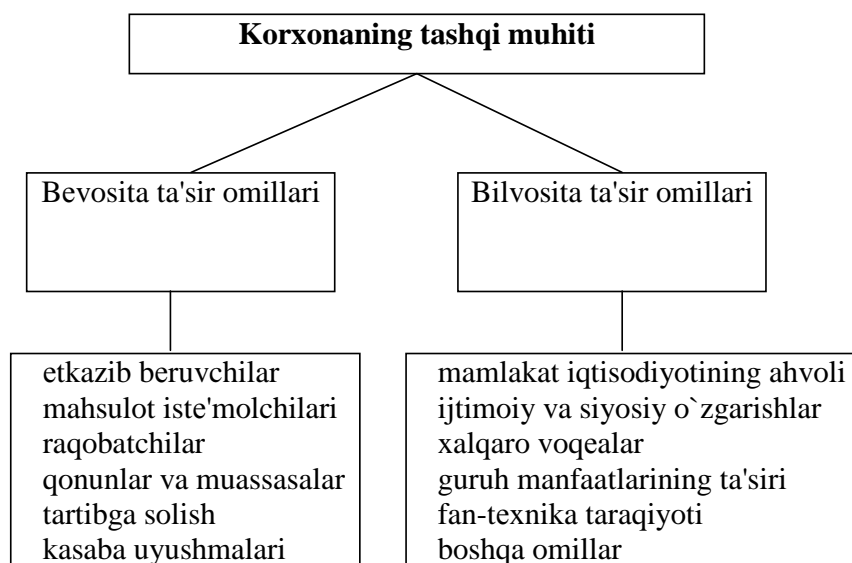 Korxonaning tashqi muhiti
Bevosita ta'sir omillari
Bilvosita ta'sir omillari
etkazib beruvchilar
mahsulot iste'molchilari
raqobatchilar
qonunlar va muassasalar
tartibga solish
kasaba uyushmalari
mamlakat iqtisodiyotining ahvoli
ijtimoiy va siyosiy o`zgarishlar
xalqaro voqealar
guruh manfaatlarining ta'siri
fan-texnika taraqiyoti
boshqa omillar